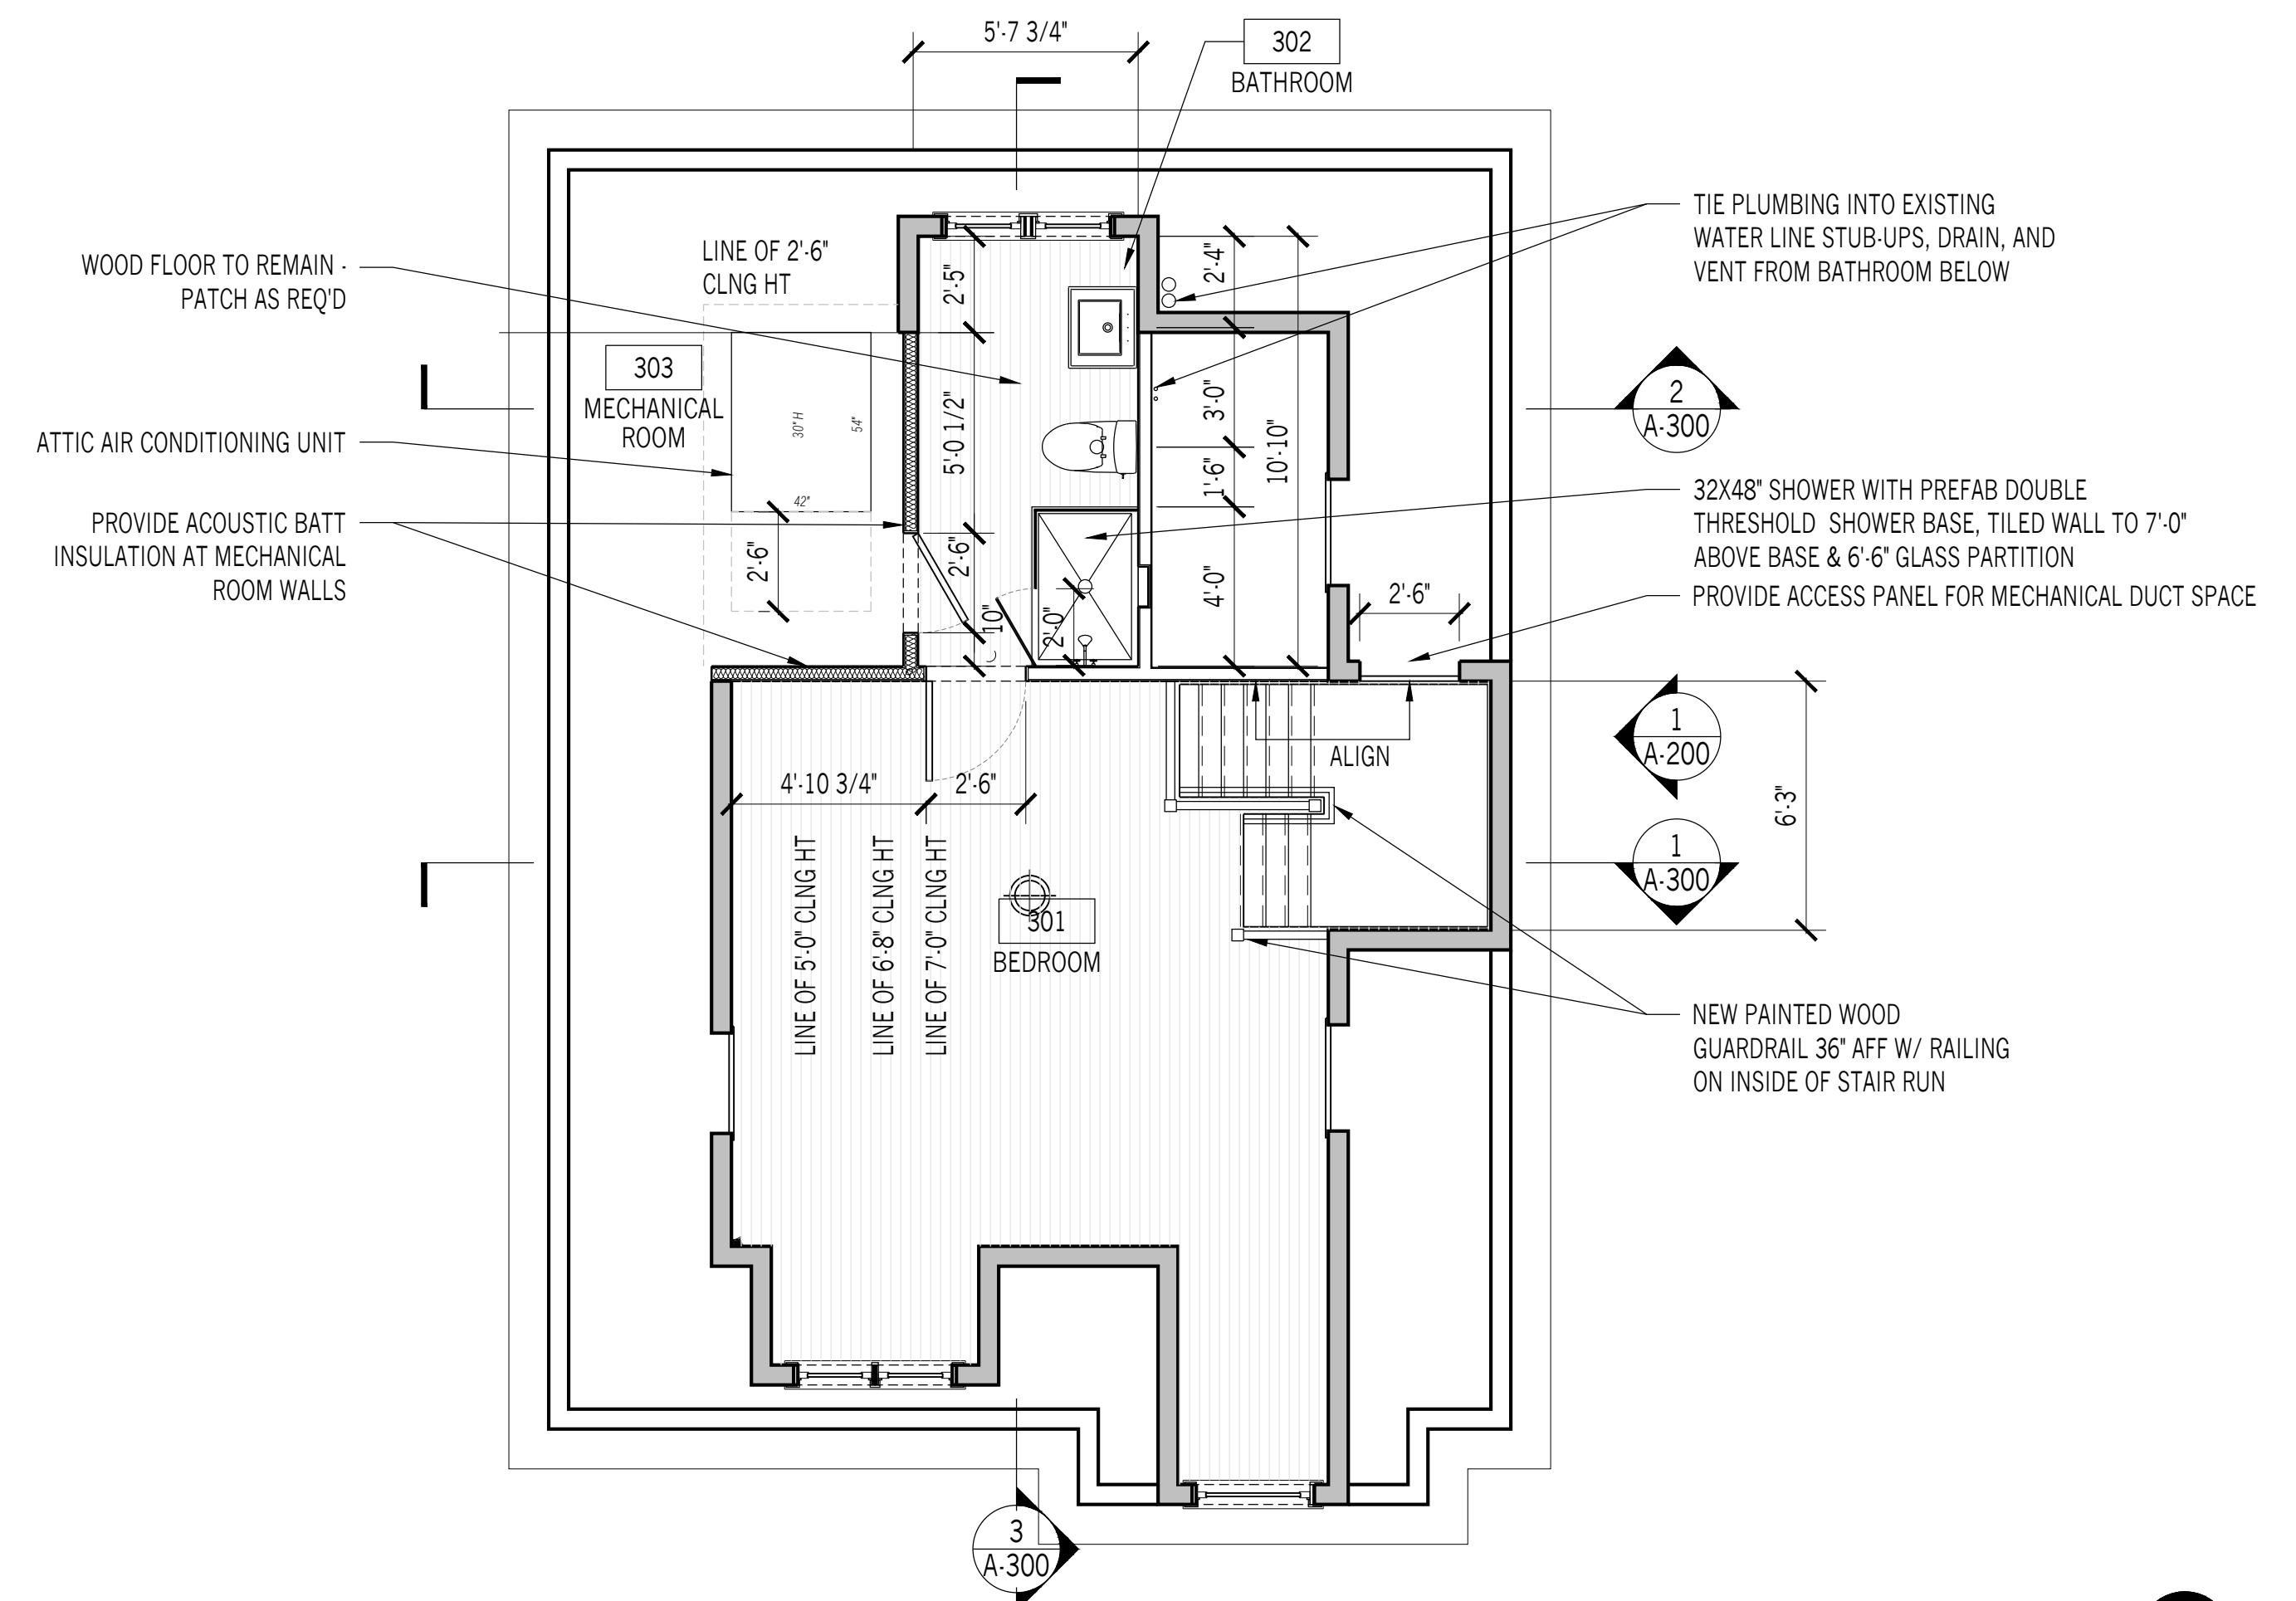 5'-7 3/4"
302
BATHROOM
TIE PLUMBING INTO EXISTING
WATER LINE STUB-UPS, DRAIN, AND
VENT FROM BATHROOM BELOW
WOOD FLOOR TO REMAIN -
PATCH AS REQ'D
LINE OF 2'-6"
CLNG HT
2'-5"
2'-4"
303
MECHANICAL
ROOM
30" H
54"
42"
5'-0 1/2"
3'-0"
1'-6"
10'-10"
2
A-300
ATTIC AIR CONDITIONING UNIT
PROVIDE ACOUSTIC BATT
INSULATION AT MECHANICAL
ROOM WALLS
2'-6"
2'-6"
10"
2'-0"
4'-0"
32X48" SHOWER WITH PREFAB DOUBLE
THRESHOLD SHOWER BASE, TILED WALL TO 7'-0"
ABOVE BASE & 6'-6" GLASS PARTITION
2'-6"
PROVIDE ACCESS PANEL FOR MECHANICAL DUCT SPACE
1
A-200
ALIGN
4'-10 3/4"
2'-6"
6'-3"
1
A-300
LINE OF 5'-0" CLNG HT
LINE OF 6'-8" CLNG HT
LINE OF 7'-0" CLNG HT
301
BEDROOM
NEW PAINTED WOOD
GUARDRAIL 36" AFF W/ RAILING
ON INSIDE OF STAIR RUN
3
A-300